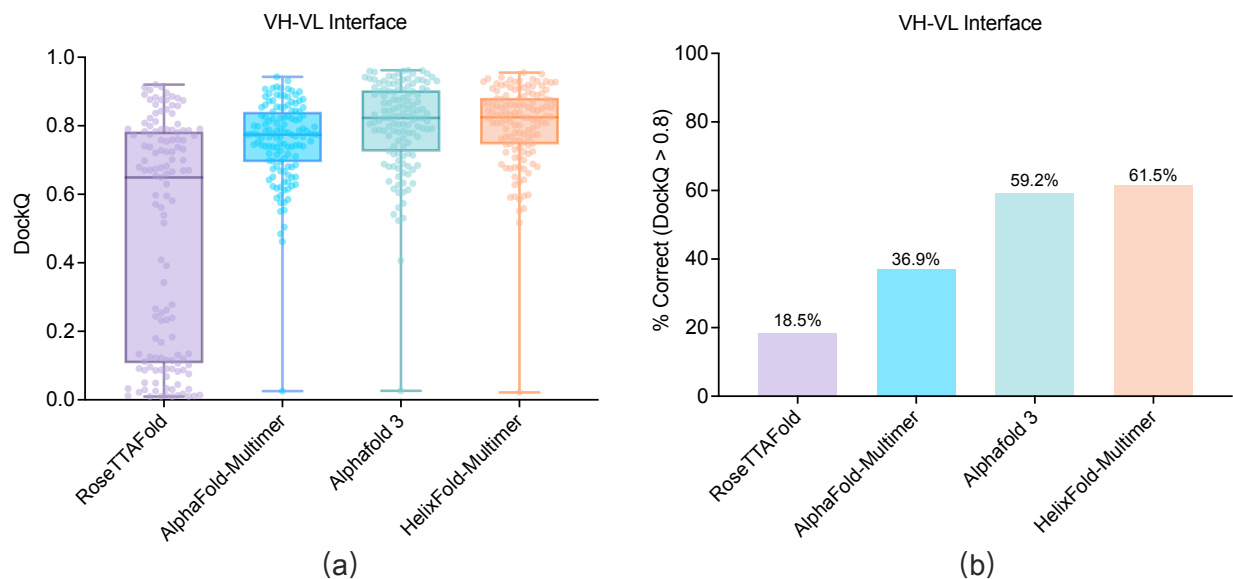 VH-VL Interface
DockQ
1.0
0.8
0.6
0.4
0.2
0.0
RoseTTAFold
AlphaFold-Multimer
Alphafold 3
HelixFold-Multimer
(a)
VH-VL Interface
% Correct (DockQ > 0.8)
100
80
60
40
20
0
18.5%
36.9%
59.2%
61.5%
RoseTTAFold
AlphaFold-Multimer
Alphafold 3
HelixFold-Multimer
(b)